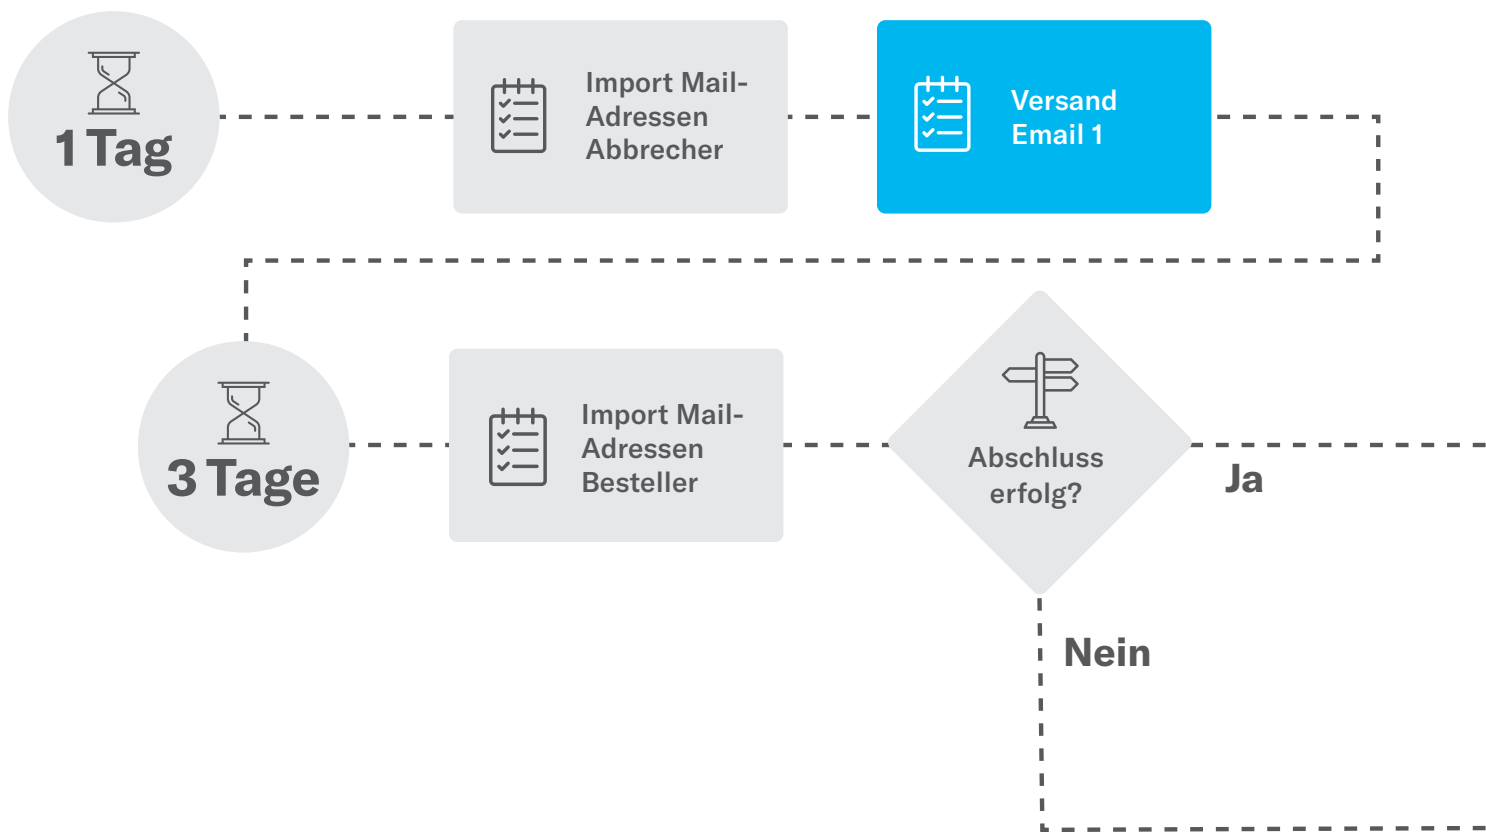 1 Tag
Import Mail-
Adressen
Abbrecher
Versand
Email 1
3 Tage
Import Mail-
Adressen
Besteller
Abschluss
erfolg?
Ja
Nein